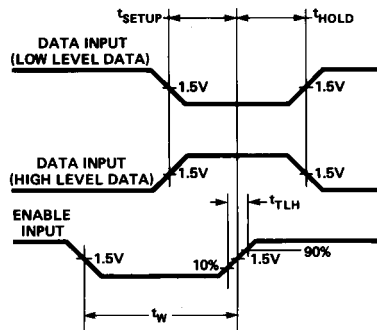 tSETUP
tHOLD
DATA INPUT
(LOW LEVEL DATA)
1.5V
1.5V
DATA INPUT
(HIGH LEVEL DATA)
1.5V
1.5V
tTLH
ENABLE
INPUT
1.5V
10%
1.5V
90%
tW